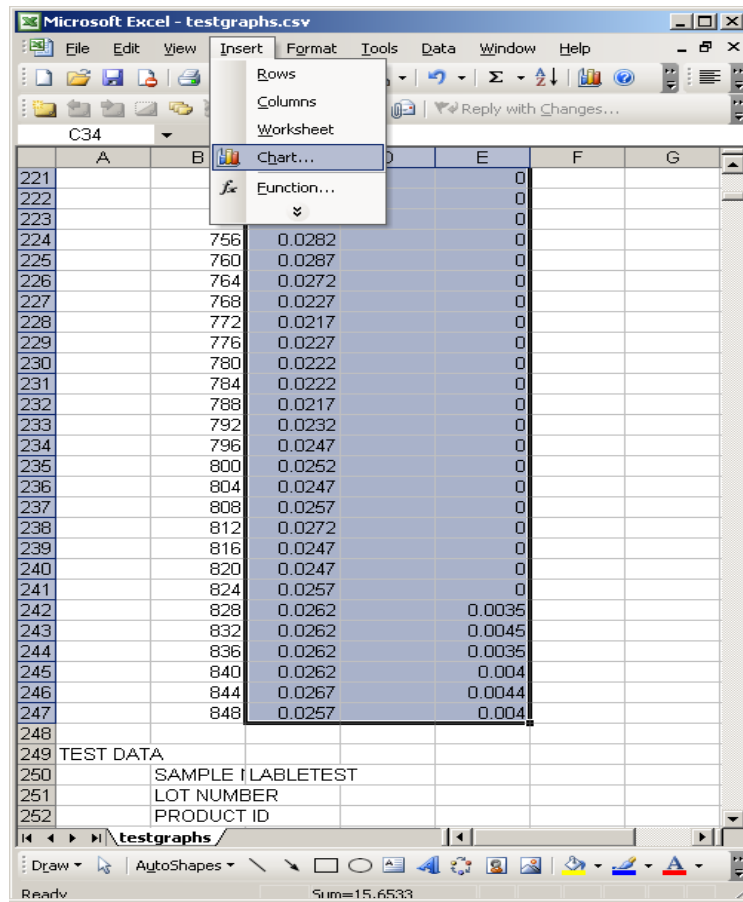 Microsoft Excel - testgraphs.csv
File Edit View Insert Format Tools Data Window Help
Rows
Columns
Worksheet
Chart...
Function...
Reply with Changes...
C34
A B E F G
221 0
222 0
223 0
224 756 0.0282 0
225 760 0.0287 0
226 764 0.0272 0
227 768 0.0227 0
228 772 0.0217 0
229 776 0.0227 0
230 780 0.0222 0
231 784 0.0222 0
232 788 0.0217 0
233 792 0.0232 0
234 796 0.0247 0
235 800 0.0252 0
236 804 0.0247 0
237 808 0.0257 0
238 812 0.0272 0
239 816 0.0247 0
240 820 0.0247 0
241 824 0.0257 0
242 828 0.0262 0.0035
243 832 0.0262 0.0045
244 836 0.0262 0.0035
245 840 0.0262 0.004
246 844 0.0267 0.0044
247 848 0.0257 0.004
248
249 TEST DATA
250 SAMPLE LABLETEST
251 LOT NUMBER
252 PRODUCT ID
testgraphs
Draw AutoShapes
Ready Sum=15.6533